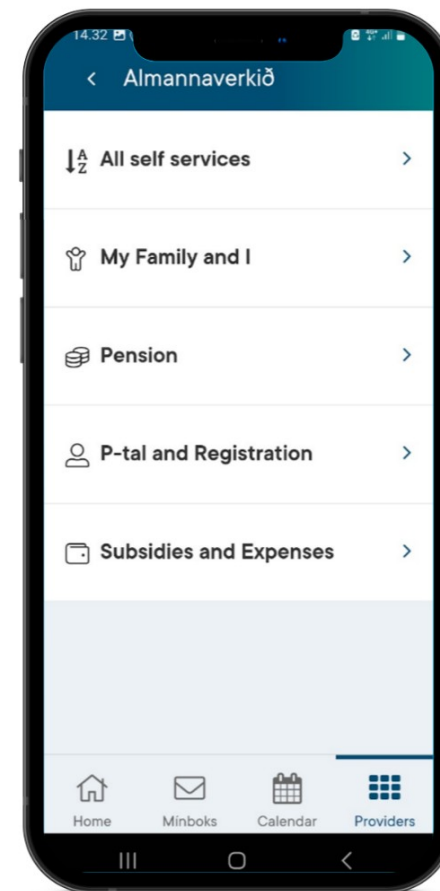 14.32
Almannaverkið
All self services
My Family and I
Pension
P-tal and Registration
Subsidies and Expenses
Home
Mínboks
Calendar
Providers